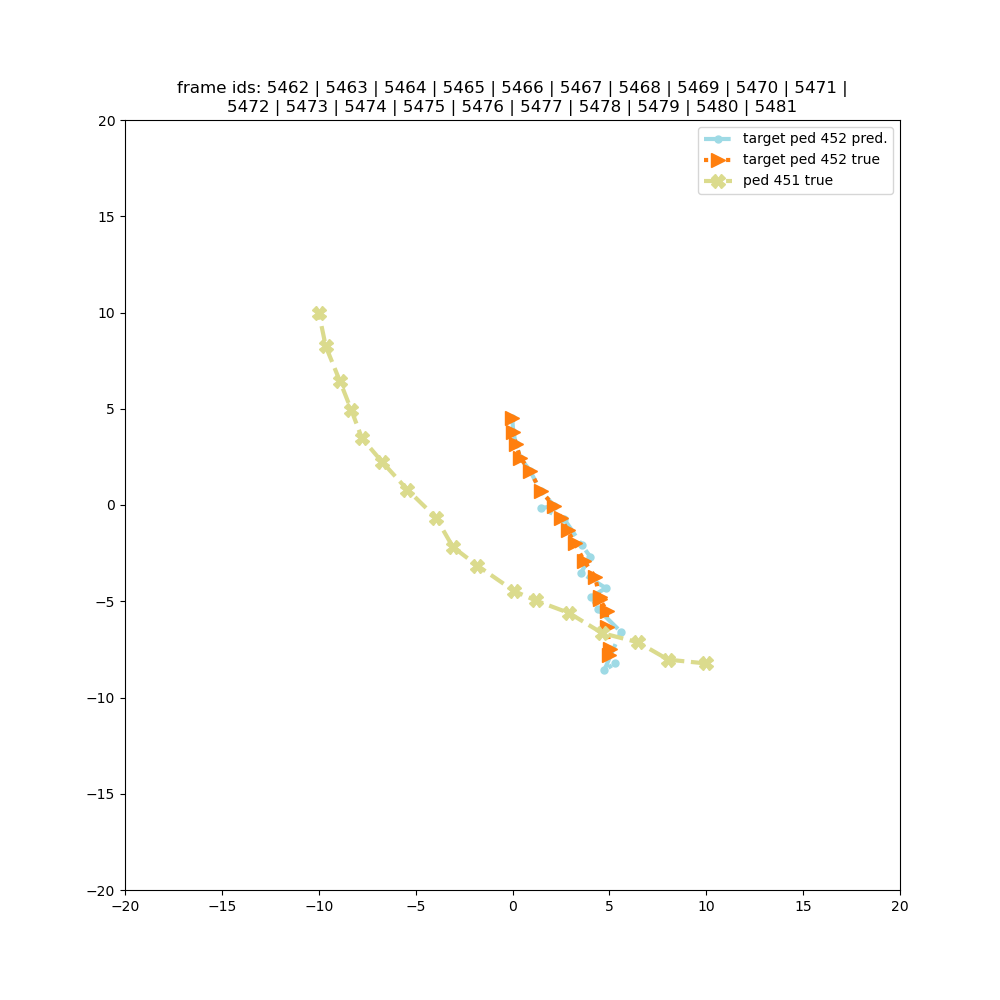 frame ids: 5462 | 5463 | 5464 | 5465 | 5466 | 5467 | 5468 | 5469 | 5470 | 5471 |
5472 | 5473 | 5474 | 5475 | 5476 | 5477 | 5478 | 5479 | 5480 | 5481
target ped 452 pred.
target ped 452 true
ped 451 true
20
15
10
5
0
−5
−10
−15
−20
−20 −15 −10 −5 0 5 10 15 20